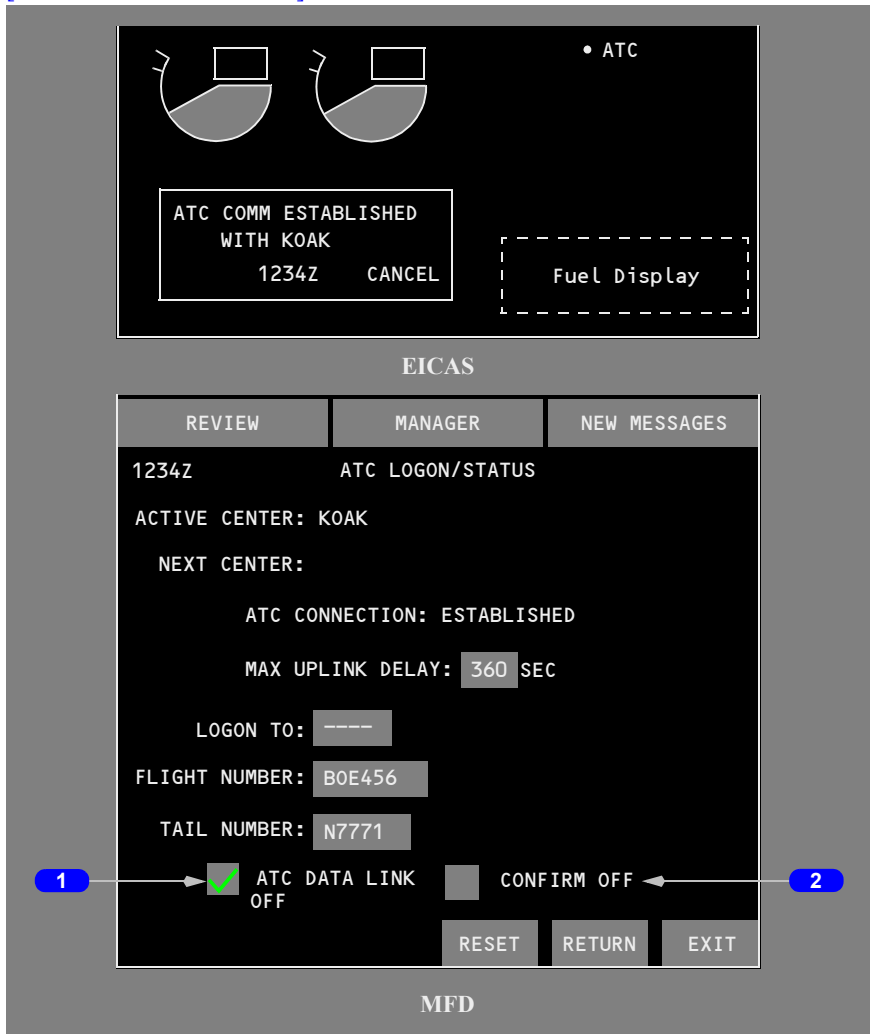 • ATC
ATC COMM ESTABLISHED
WITH KOAK
1234Z CANCEL
Fuel Display
EICAS
REVIEW MANAGER NEW MESSAGES
1234Z ATC LOGON/STATUS
ACTIVE CENTER: KOAK
NEXT CENTER:
ATC CONNECTION: ESTABLISHED
MAX UPLINK DELAY: 360 SEC
LOGON TO: ----
FLIGHT NUMBER: BOE456
TAIL NUMBER: N7771
1 ATC DATA LINK CONFIRM OFF 2
OFF
RESET RETURN EXIT
MFD